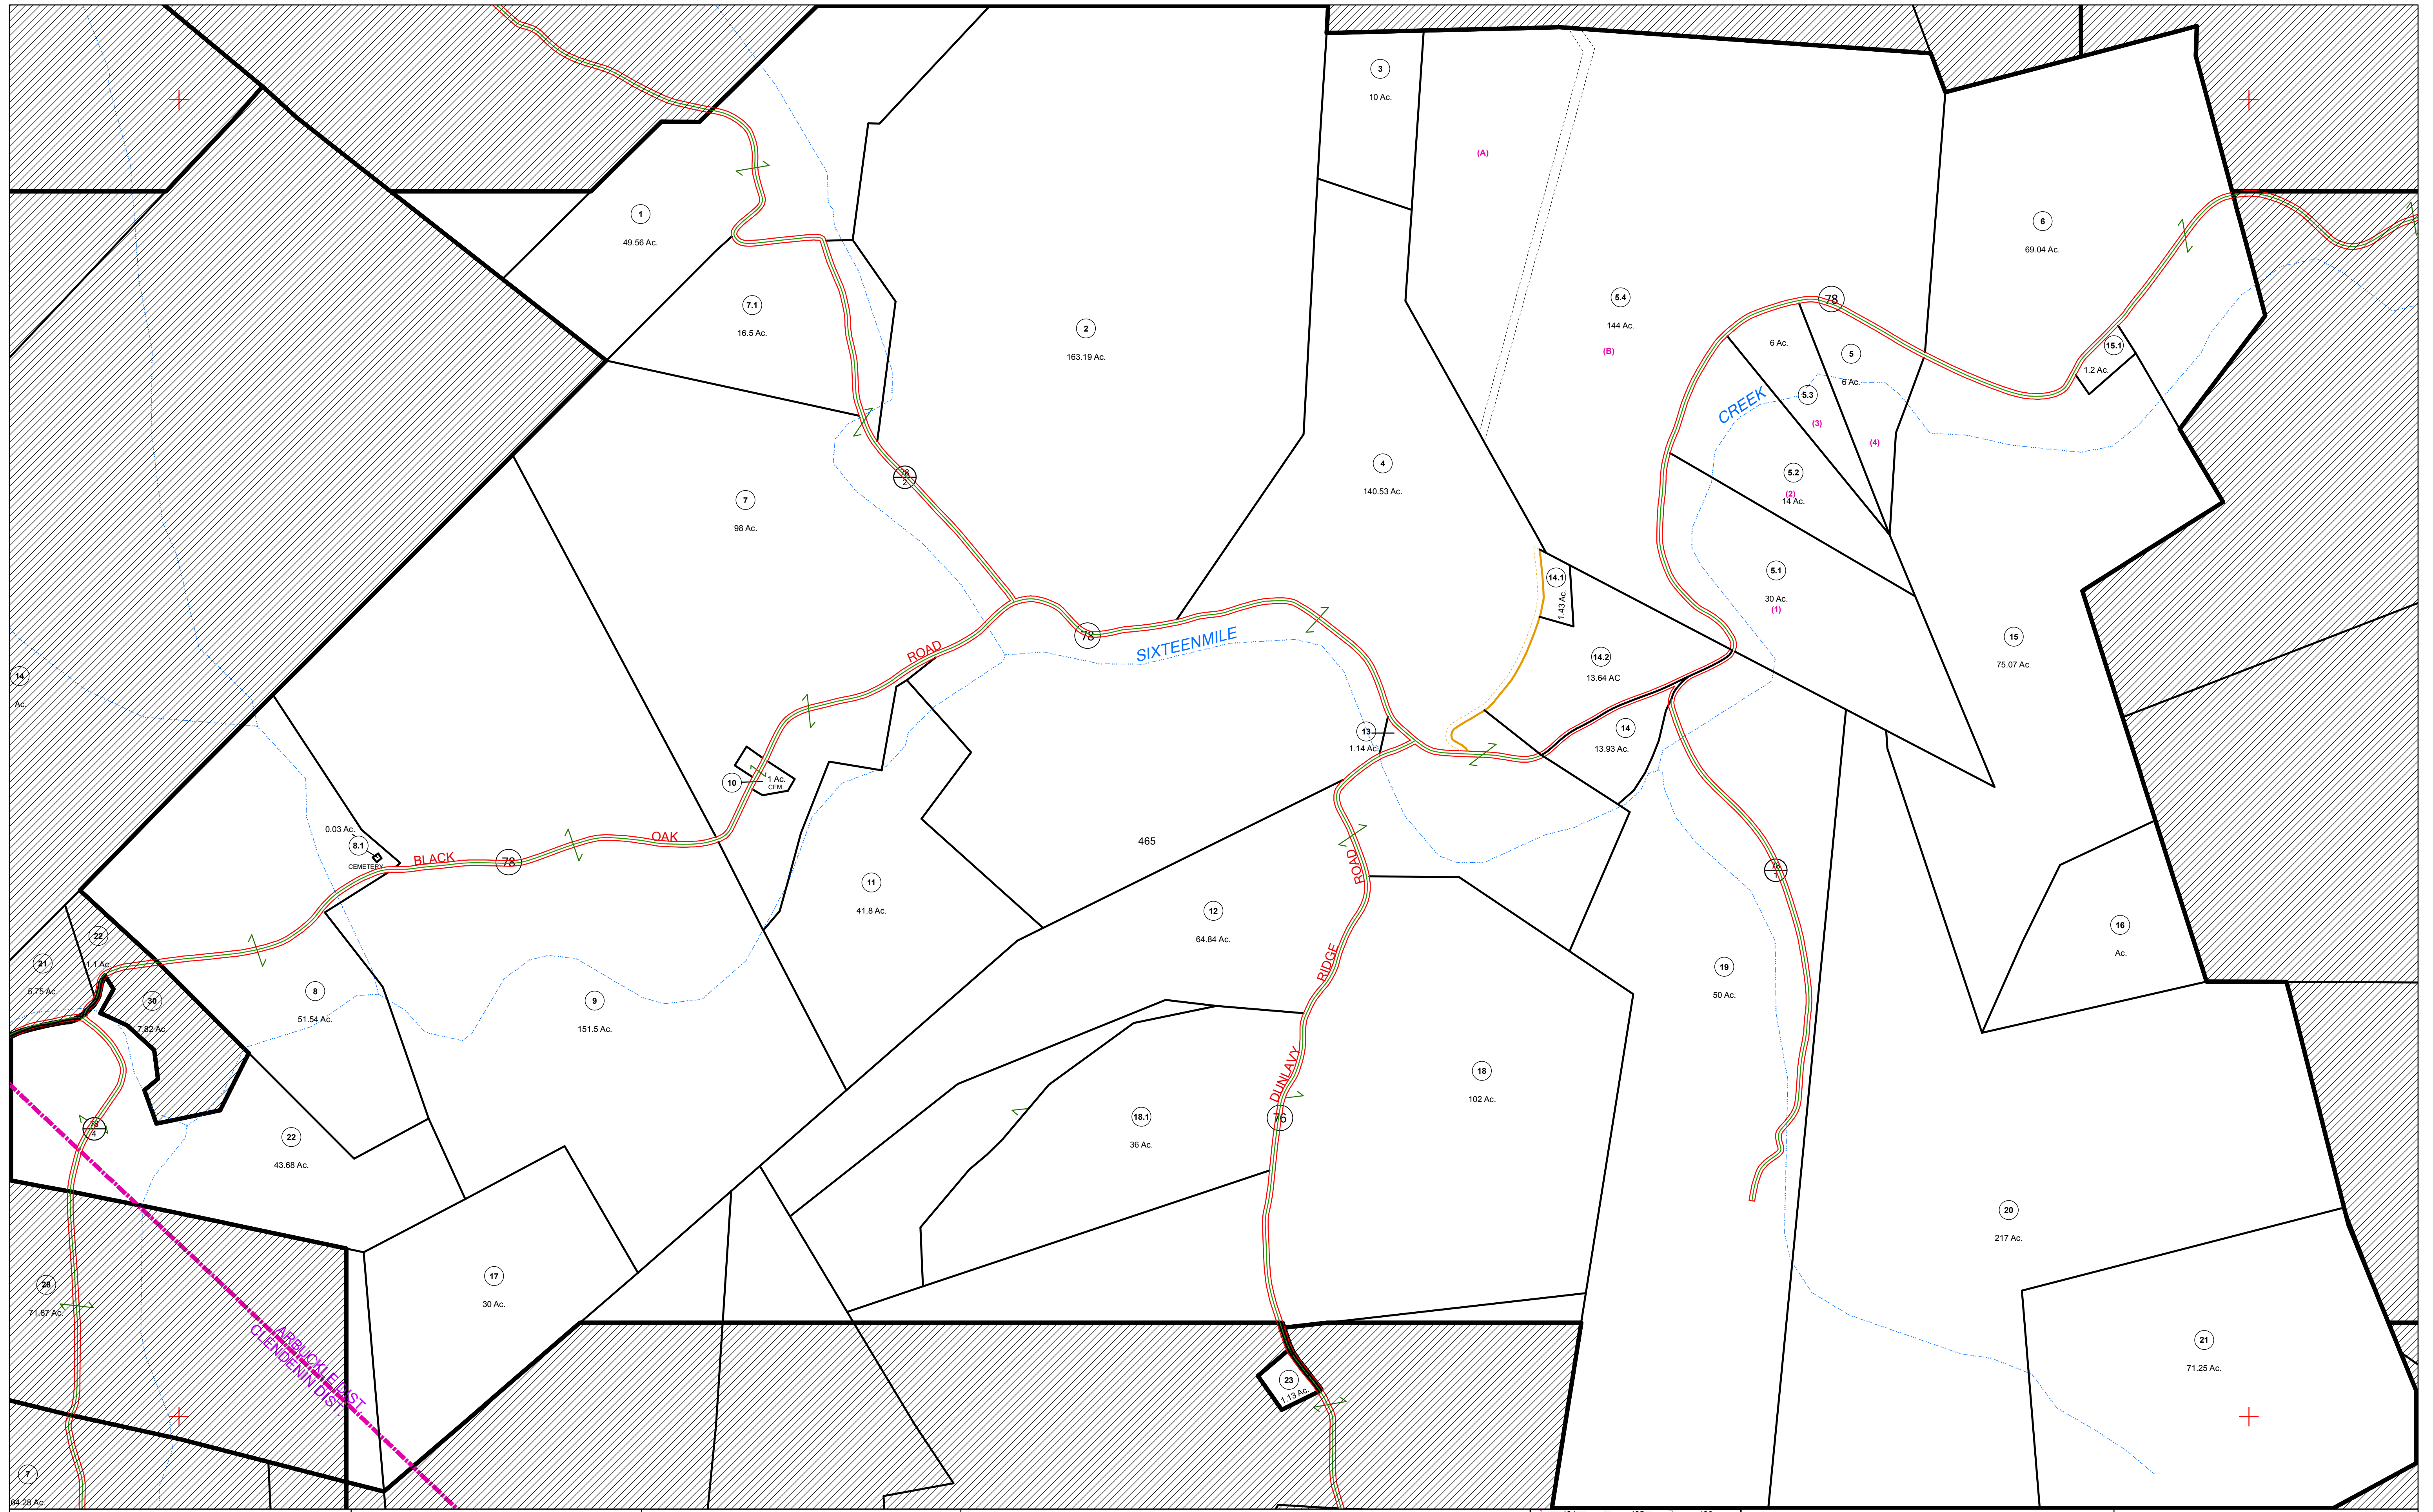 3
10 Ac.
(A)
1
49.56 Ac.
6
69.04 Ac.
7.1
16.5 Ac.
2
163.19 Ac.
5.4
144 Ac.
(B)
78
6 Ac.
5
6 Ac.
15.1
1.2 Ac.
5.3
CREEK
(3)
(4)
4
140.53 Ac.
5.2
(2)
14 Ac.
78
2
7
98 Ac.
14.1
1.43 Ac.
5.1
30 Ac.
(1)
78
SIXTEENMILE
ROAD
15
75.07 Ac.
14.2
13.64 AC
14
Ac.
13
1.14 Ac.
14
13.93 Ac.
10
1 Ac.
CEM.
0.03 Ac.
8.1
CEMETERY
BLACK
78
OAK
465
ROAD
78
1
11
41.8 Ac.
12
64.84 Ac.
16
Ac.
22
1.1 Ac.
21
5.75 Ac.
RIDGE
19
50 Ac.
8
51.54 Ac.
30
7.82 Ac.
9
151.5 Ac.
DUNLAVY
18
102 Ac.
76
18.1
36 Ac.
78
4
22
43.68 Ac.
20
217 Ac.
28
71.87 Ac.
17
30 Ac.
ARBUCKLE DIST
CLENDENIN DIST
21
71.25 Ac.
23
1.13 Ac.
7
64.28 Ac.